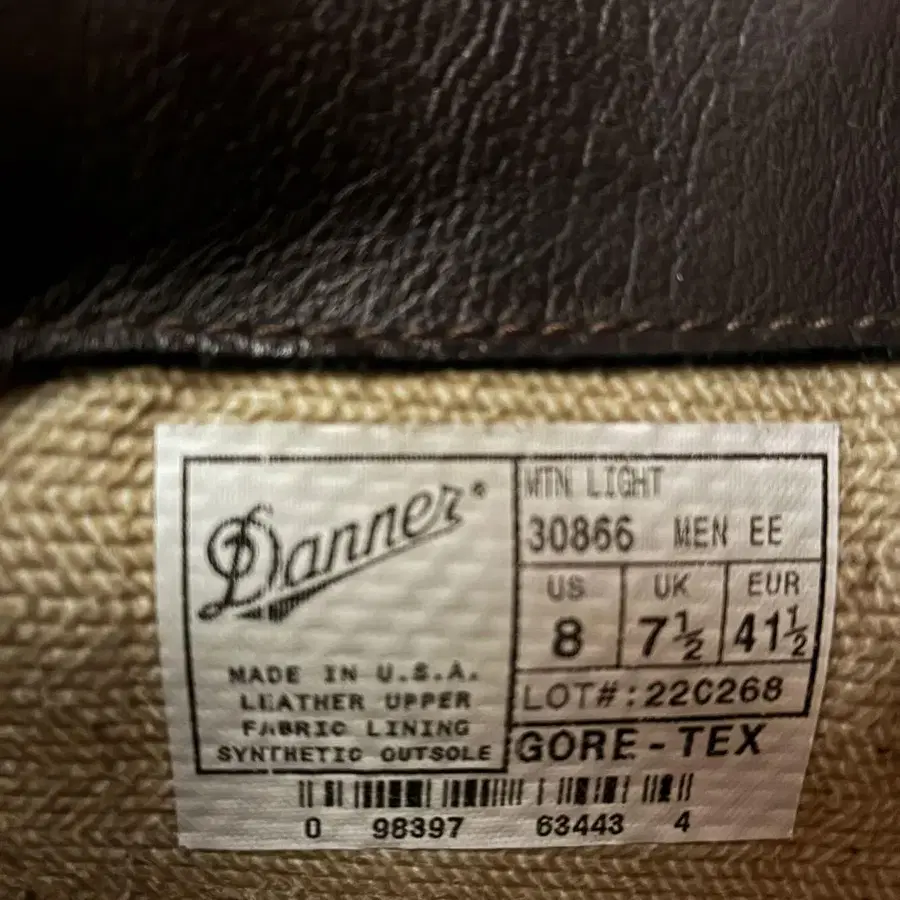 Danner®
MADE IN U.S.A.
LEATHER UPPER
FABRIC LINING
SYNTHETIC OUTSOLE
MTN LIGHT
30866 MEN EE
US UK EUR
8 7½ 41½
LOT#:22C268
GORE-TEX
0 98397 63443 4